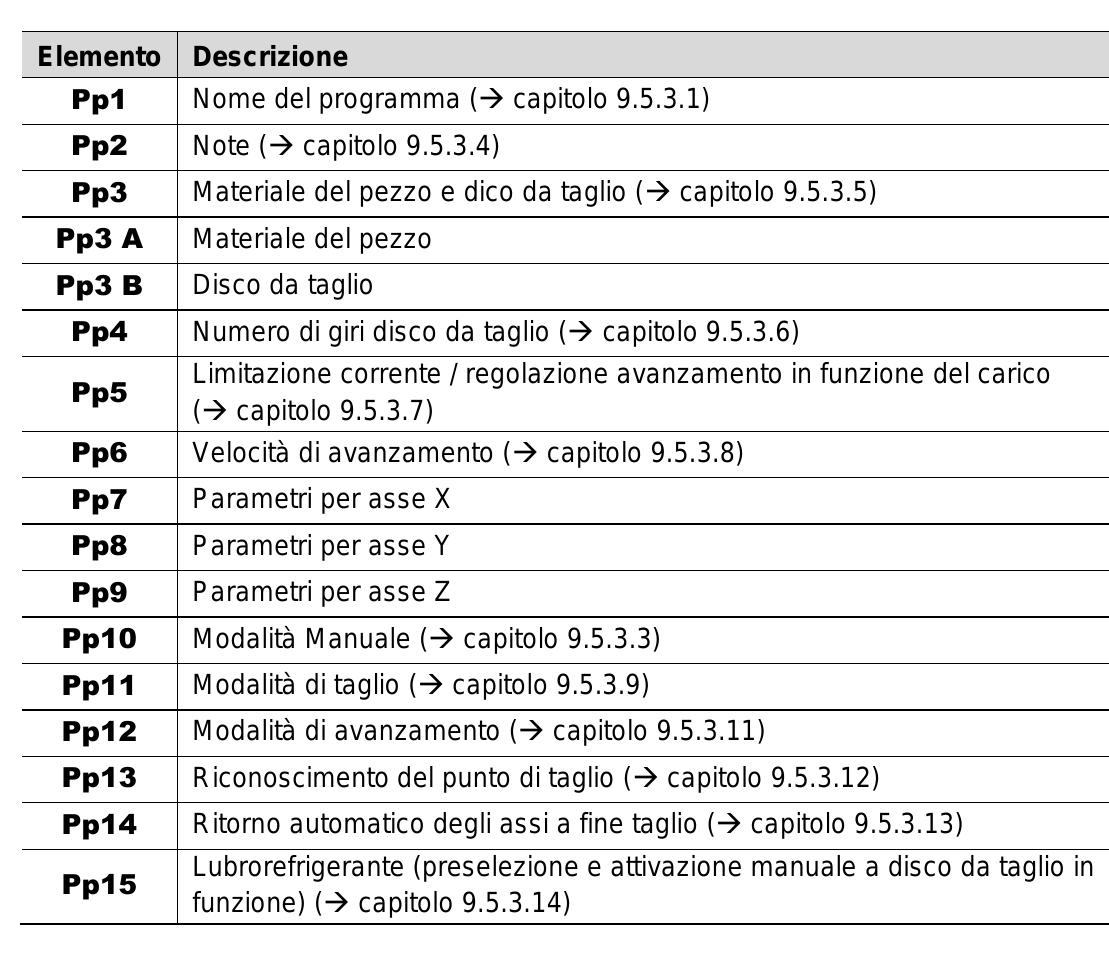 Elemento Descrizione
Pp1 Nome del programma (→ capitolo 9.5.3.1)
Pp2 Note (→ capitolo 9.5.3.4)
Pp3 Materiale del pezzo e dico da taglio (→ capitolo 9.5.3.5)
Pp3 A Materiale del pezzo
Pp3 B Disco da taglio
Pp4 Numero di giri disco da taglio (→ capitolo 9.5.3.6)
Pp5 Limitazione corrente / regolazione avanzamento in funzione del carico
(→ capitolo 9.5.3.7)
Pp6 Velocità di avanzamento (→ capitolo 9.5.3.8)
Pp7 Parametri per asse X
Pp8 Parametri per asse Y
Pp9 Parametri per asse Z
Pp10 Modalità Manuale (→ capitolo 9.5.3.3)
Pp11 Modalità di taglio (→ capitolo 9.5.3.9)
Pp12 Modalità di avanzamento (→ capitolo 9.5.3.11)
Pp13 Riconoscimento del punto di taglio (→ capitolo 9.5.3.12)
Pp14 Ritorno automatico degli assi a fine taglio (→ capitolo 9.5.3.13)
Pp15 Lubrorefrigerante (preselezione e attivazione manuale a disco da taglio in
funzione) (→ capitolo 9.5.3.14)